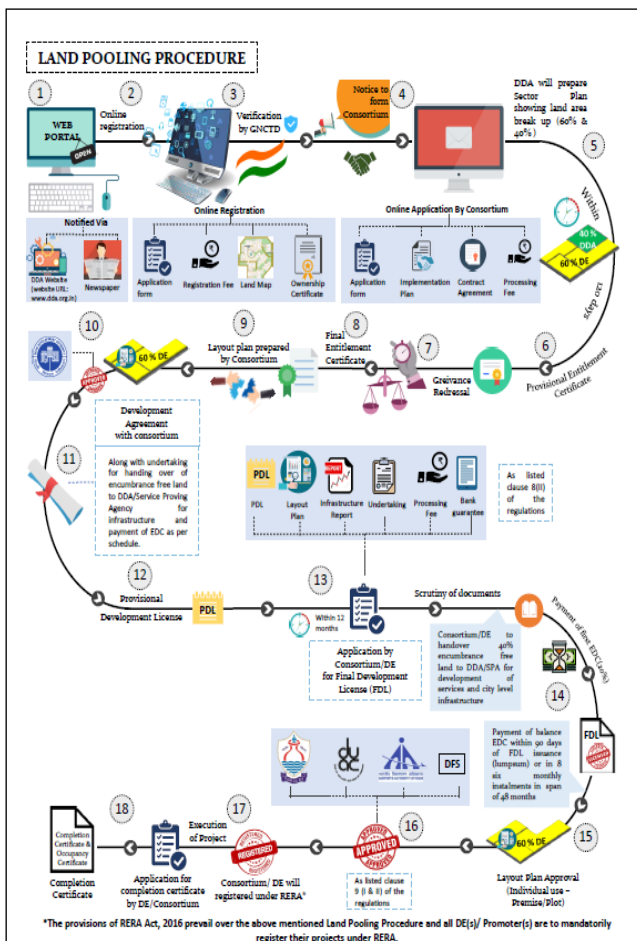 LAND POOLING PROCEDURE
1
2
3
4
5
WEB
PORTAL
OPEN
Online
registration
Verification
by GNCTD
Notice to
form
Consortium
DDA will prepare
Sector Plan
showing land area
break up (60% &
40%)
Within
180 days
40%
DDA
60% DE
Notified Via
DDA Website
(website URL:
www.dda.org.in)
Newspaper
Online Registration
Application
form
Registration Fee
Land Map
Ownership
Certificate
Online Application By Consortium
Application
form
Implementation
Plan
Contract
Agreement
Processing
Fee
6
Provisional Entitlement
Certificate
7
Greivance
Redressal
8
Final
Entitlement
Certificate
9
Layout plan prepared
by Consortium
10
60% DE
APPROVED
Development
Agreement
with consortium
11
Along with undertaking
for handing over of
encumbrance free land
to DDA/Service Proving
Agency for
infrastructure and
payment of EDC as per
schedule.
12
Provisional
Development License
PDL
PDL
PDL
Layout
Plan
REPORT
Infrastructure
Report
Undertaking
Processing
Fee
Bank
guarantee
As listed
clause 8(II)
of the
regulations
13
Within 12
months
Application by
Consortium/DE
for Final Development
License (FDL)
Scrutiny of documents
Consortium/DE to
handover 40%
encumbrance free
land to DDA/SPA for
development of
services and city level
infrastructure
Payment of first EDC(20%)
14
FDL
Payment of balance
EDC within 90 days
of FDL issuance
(lumpsum) or in 8
six monthly
instalments in span
of 48 months
15
60% DE
Layout Plan Approval
(Individual use –
Premise/Plot)
duac
DFS
16
APPROVED
As listed clause
9 (I & II) of the
regulations
17
Execution
of Project
REGISTERED
Consortium/ DE will
registered under RERA*
18
Application for
completion certificate
by DE/Consortium
Completion
Certificate &
Occupancy
Certificate
Completion
Certificate
*The provisions of RERA Act, 2016 prevail over the above mentioned Land Pooling Procedure and all DE(s)/ Promoter(s) are to mandatorily
register their projects under RERA.